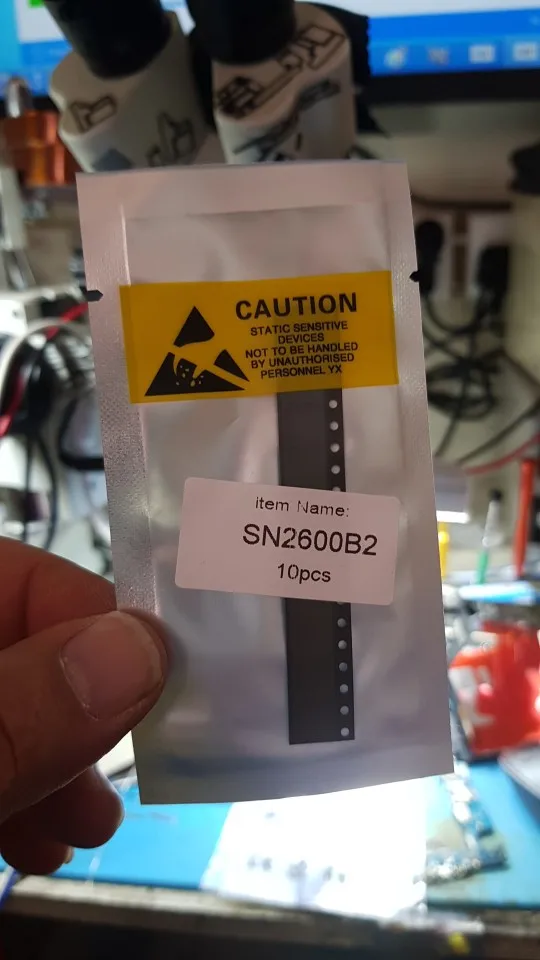 CAUTION
STATIC SENSITIVE
DEVICES
NOT TO BE HANDLED
BY UNAUTHORISED
PERSONNEL YX
Item Name:
SN2600B2
10pcs